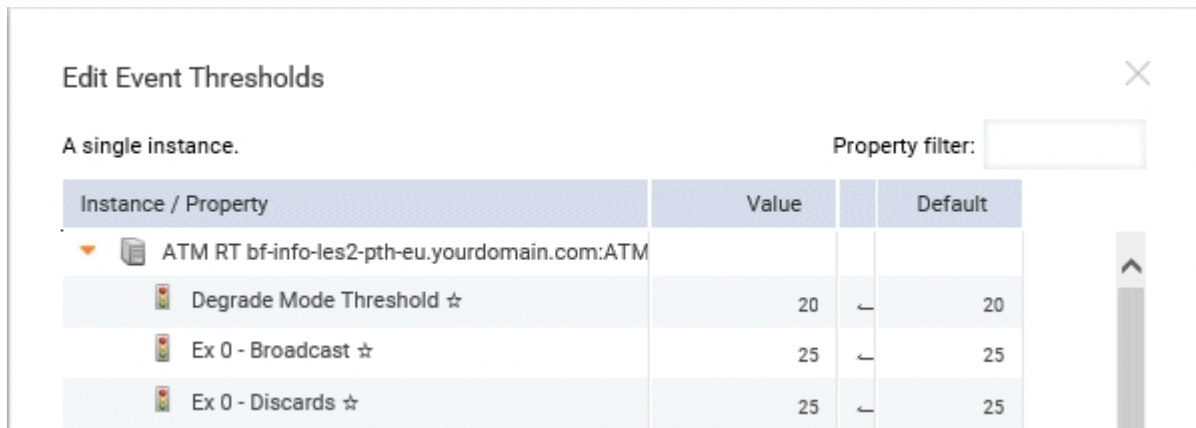 Edit Event Thresholds
A single instance. Property filter:
Instance / Property Value Default
ATM RT bf-info-les2-pth-eu.yourdomain.com:ATM
Degrade Mode Threshold ☆ 20 20
Ex 0 - Broadcast ☆ 25 25
Ex 0 - Discards ☆ 25 25